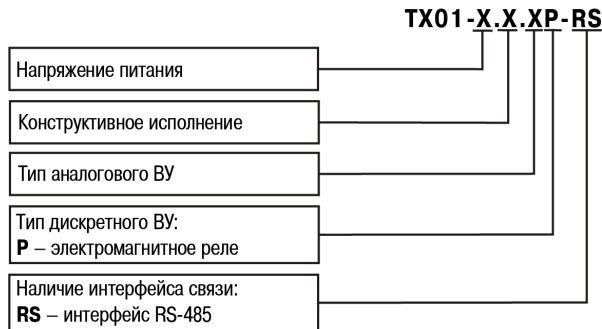 ТХ01-Х.Х.ХР-RS
Напряжение питания
Конструктивное исполнение
Тип аналогового ВУ
Тип дискретного ВУ:
Р – электромагнитное реле
Наличие интерфейса связи:
RS – интерфейс RS-485